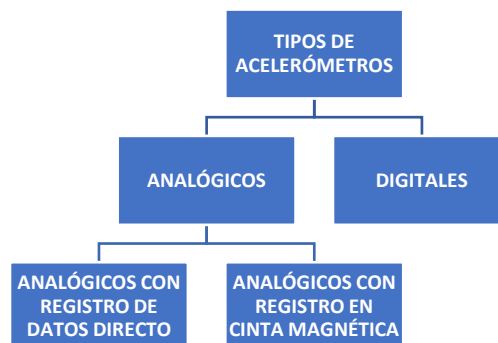 TIPOS DE
ACELERÓMETROS
ANALÓGICOS
DIGITALES
ANALÓGICOS CON
REGISTRO DE
DATOS DIRECTO
ANALÓGICOS CON
REGISTRO EN
CINTA MAGNÉTICA